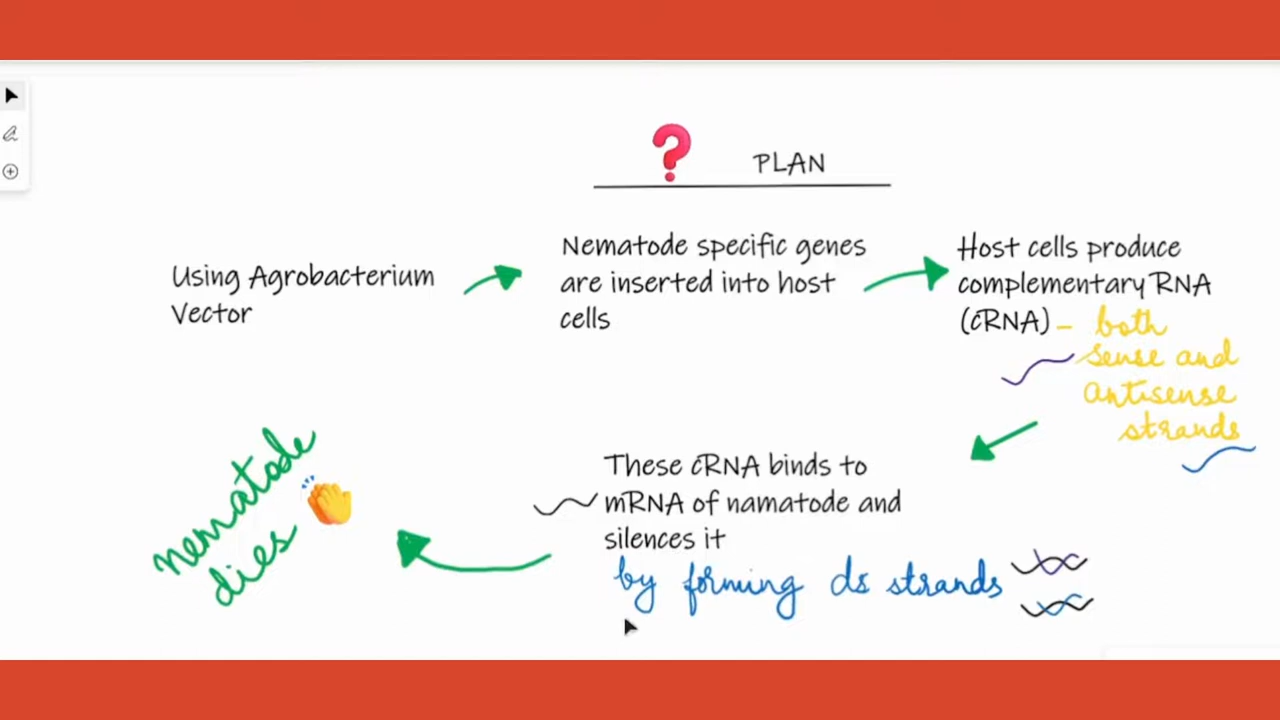 ? PLAN
Using Agrobacterium
Vector
Nematode specific genes
are inserted into host
cells
Host cells produce
complementary RNA
(cRNA) – both
sense and
antisense
strands
These cRNA binds to
mRNA of namatode and
silences it
by forming ds strands
nematode
dies